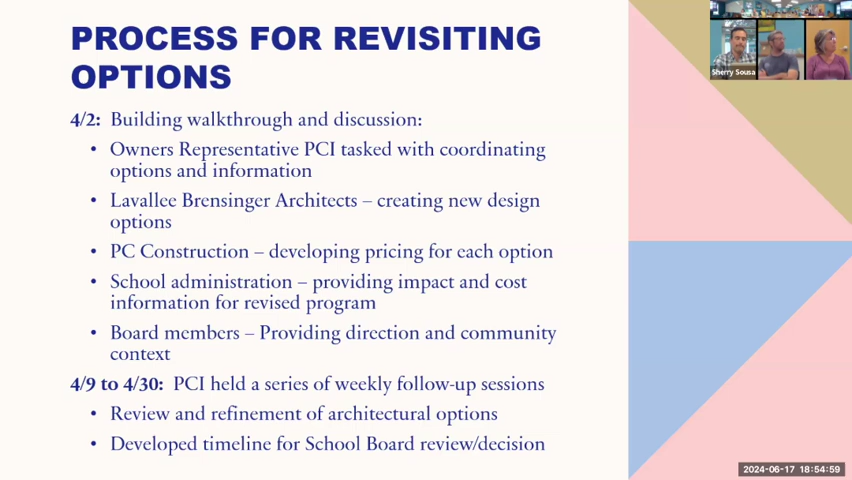 PROCESS FOR REVISITING
OPTIONS
4/2: Building walkthrough and discussion:
• Owners Representative PCI tasked with coordinating
options and information
• Lavallee Brensinger Architects – creating new design
options
• PC Construction – developing pricing for each option
• School administration – providing impact and cost
information for revised program
• Board members – Providing direction and community
context
4/9 to 4/30: PCI held a series of weekly follow-up sessions
• Review and refinement of architectural options
• Developed timeline for School Board review/decision
Sherry Sousa
2024-06-17 18:54:59